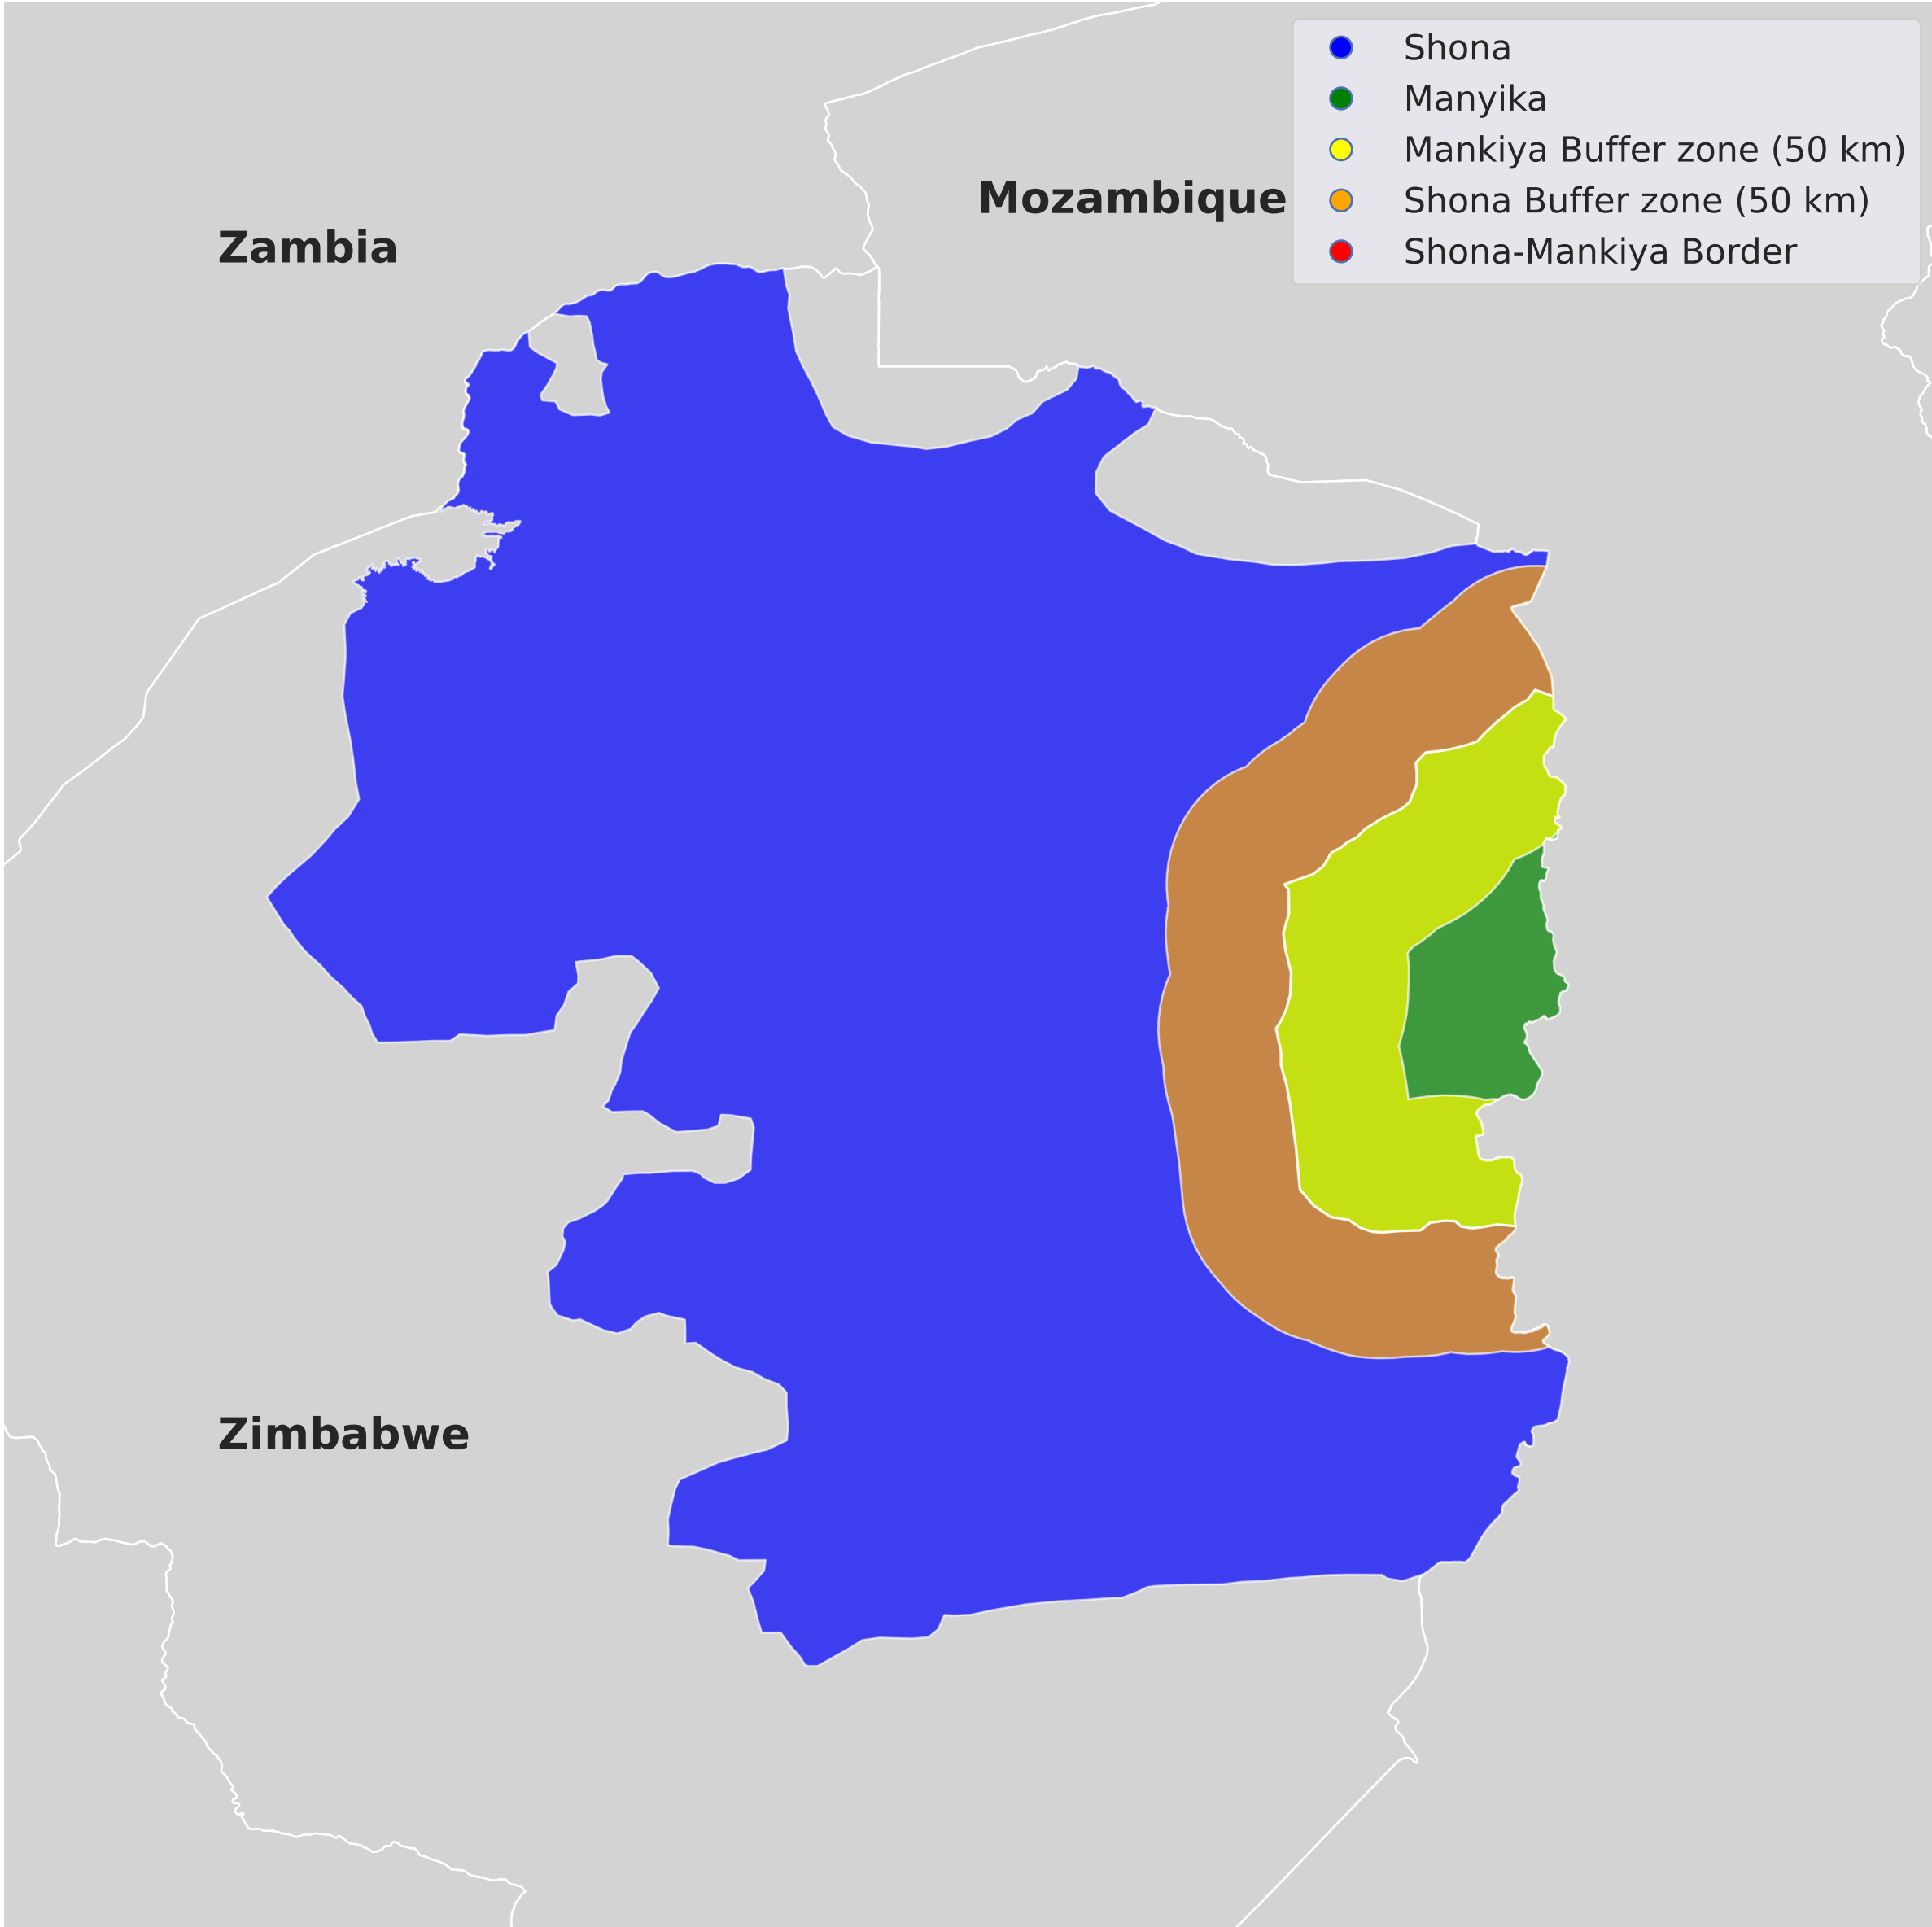 Shona
Manyika
Mankiya Buffer zone (50 km)
Mozambique
Shona Buffer zone (50 km)
Zambia
Shona-Mankiya Border
Zimbabwe